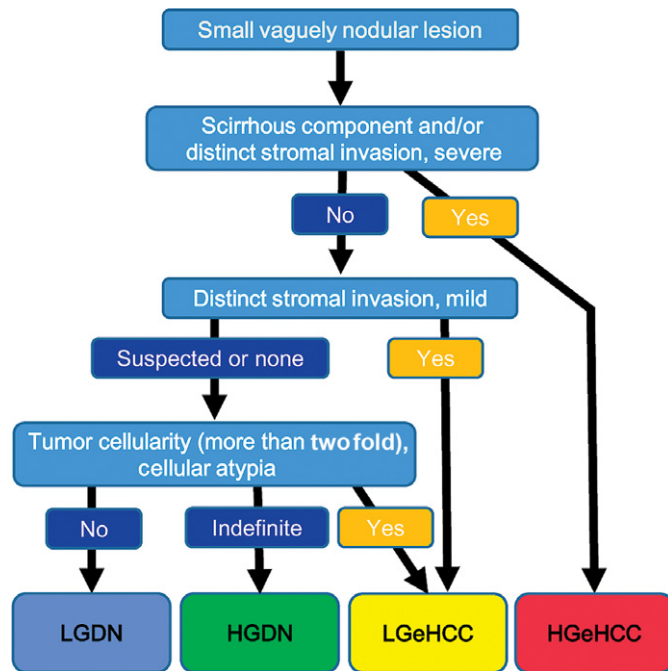 Small vaguely nodular lesion
Scirrhous component and/or
distinct stromal invasion, severe
No
Yes
Distinct stromal invasion, mild
Suspected or none
Yes
Tumor cellularity (more than two fold),
cellular atypia
No
Indefinite
Yes
LGDN
HGDN
LGeHCC
HGeHCC